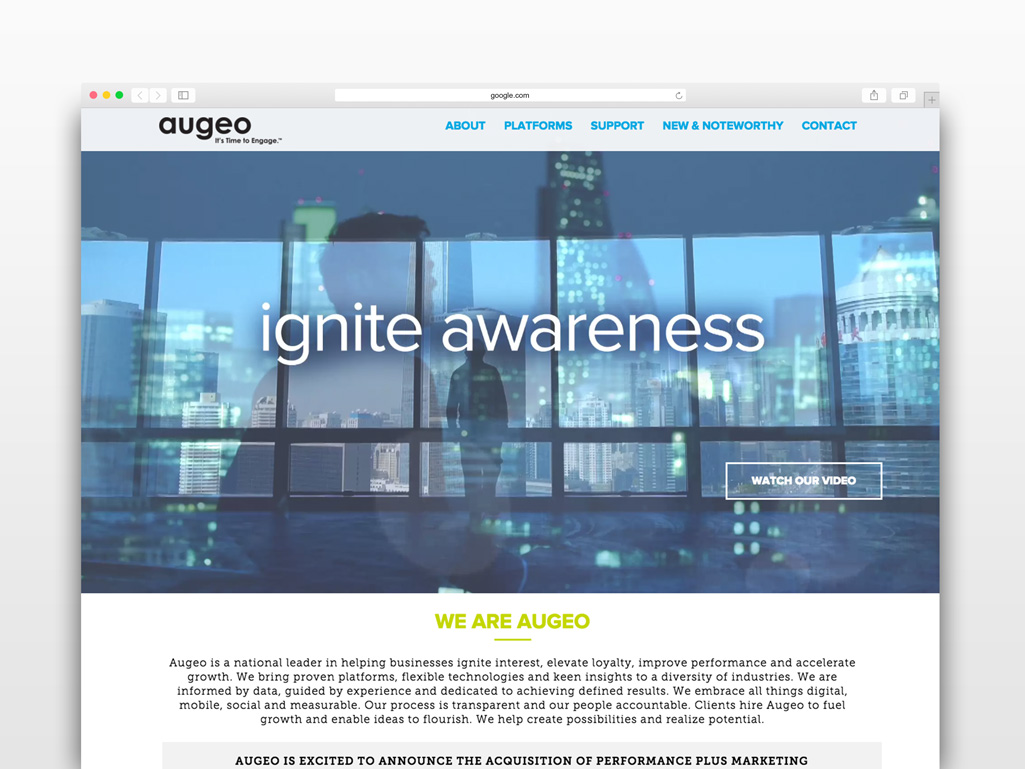 google.com
augeo
It's Time to Engage.™
ABOUT PLATFORMS SUPPORT NEW & NOTEWORTHY CONTACT
ignite awareness
WATCH OUR VIDEO
WE ARE AUGEO
Augeo is a national leader in helping businesses ignite interest, elevate loyalty, improve performance and accelerate
growth. We bring proven platforms, flexible technologies and keen insights to a diversity of industries. We are
informed by data, guided by experience and dedicated to achieving defined results. We embrace all things digital,
mobile, social and measurable. Our process is transparent and our people accountable. Clients hire Augeo to fuel
growth and enable ideas to flourish. We help create possibilities and realize potential.
AUGEO IS EXCITED TO ANNOUNCE THE ACQUISITION OF PERFORMANCE PLUS MARKETING